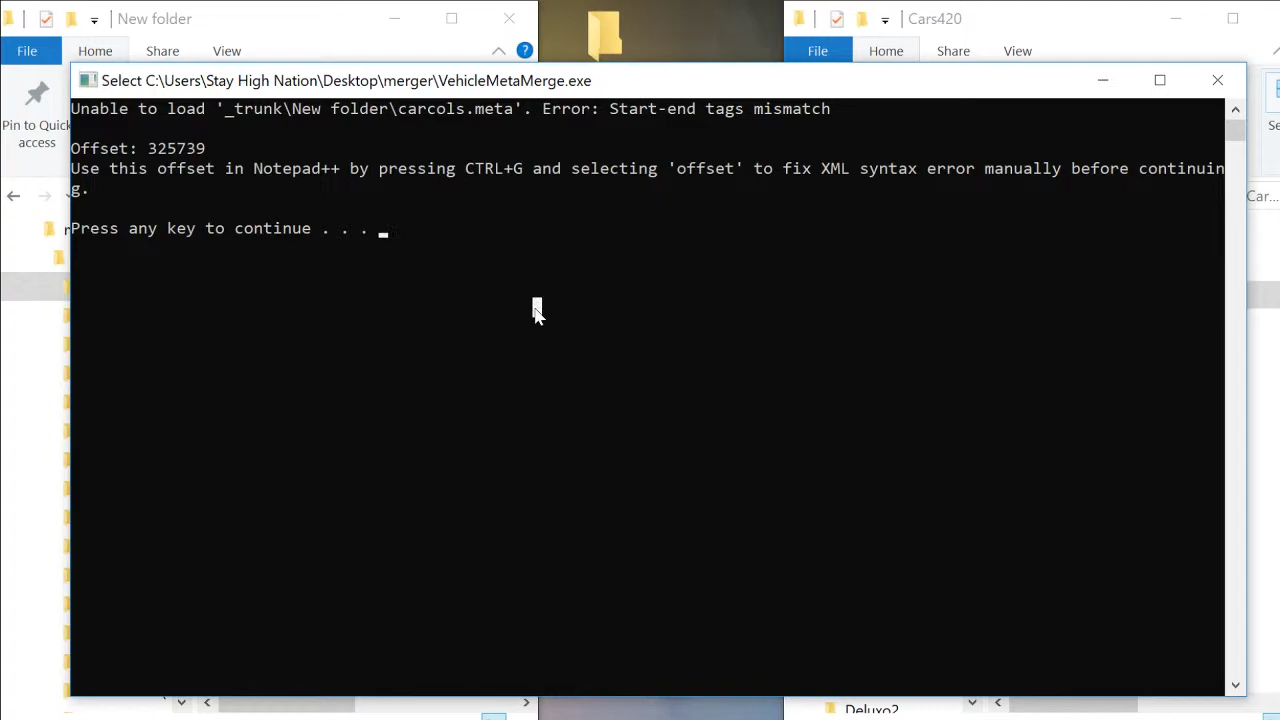 New folder
Cars420
File
Home
Share
View
File
Home
Share
View
Select C:\Users\Stay High Nation\Desktop\merger\VehicleMetaMerge.exe
Unable to load '_trunk\New folder\carcols.meta'. Error: Start-end tags mismatch
Pin to Quick
access
Offset: 325739
Use this offset in Notepad++ by pressing CTRL+G and selecting 'offset' to fix XML syntax error manually before continuin
g.
Car...
Press any key to continue . . .
Deluxo2